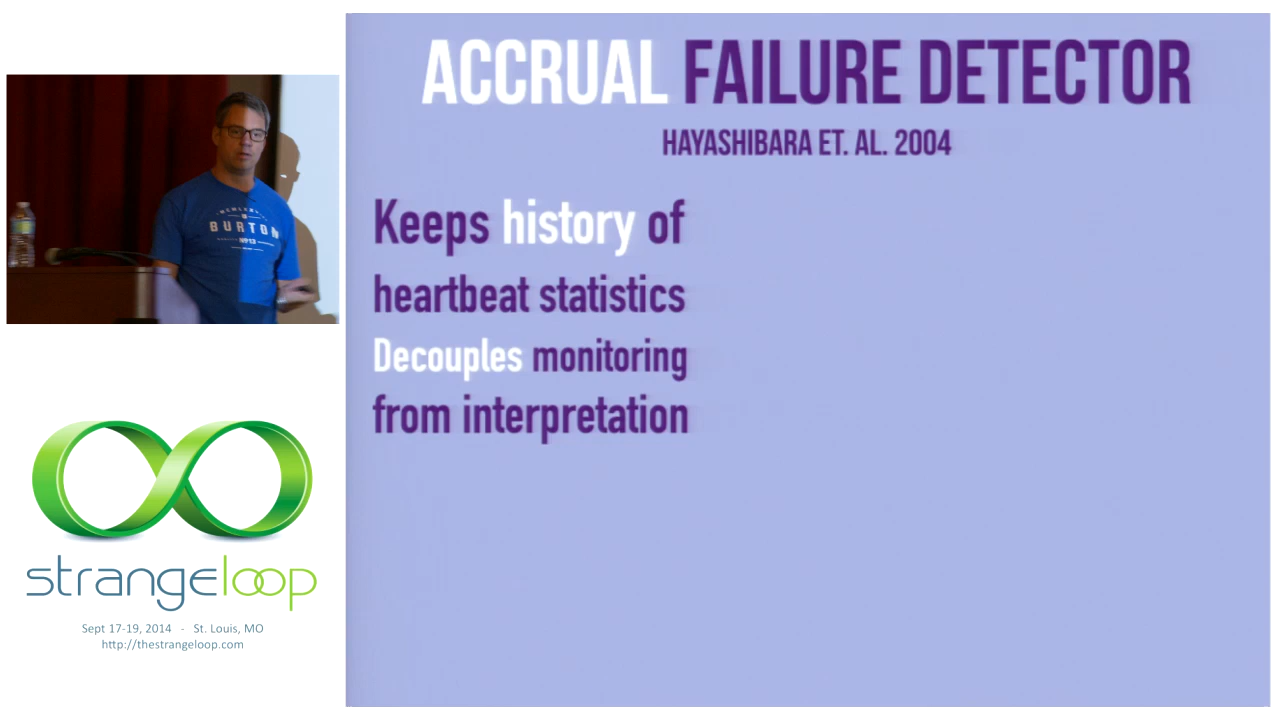 ACCRUAL FAILURE DETECTOR
HAYASHIBARA ET. AL. 2004
Keeps history of
heartbeat statistics
Decouples monitoring
from interpretation
BURTON
strangeloop
Sept 17-19, 2014 - St. Louis, MO
http://thestrangeloop.com